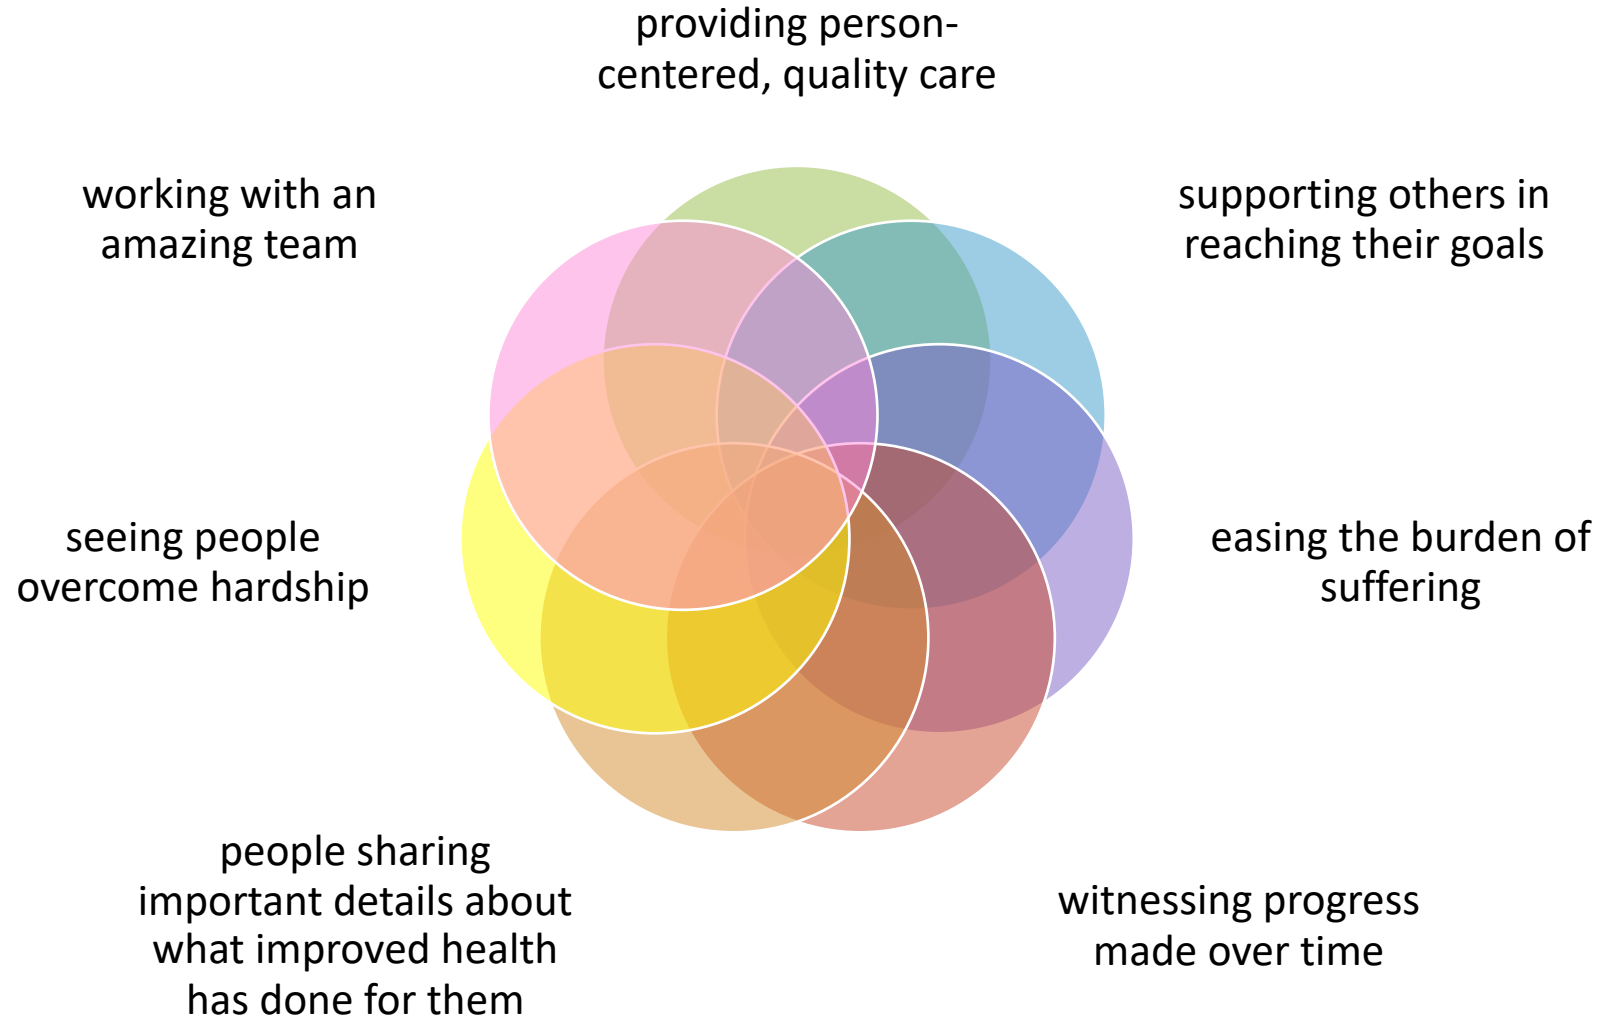 providing person-
centered, quality care
working with an
amazing team
supporting others in
reaching their goals
seeing people
overcome hardship
easing the burden of
suffering
people sharing
important details about
what improved health
has done for them
witnessing progress
made over time